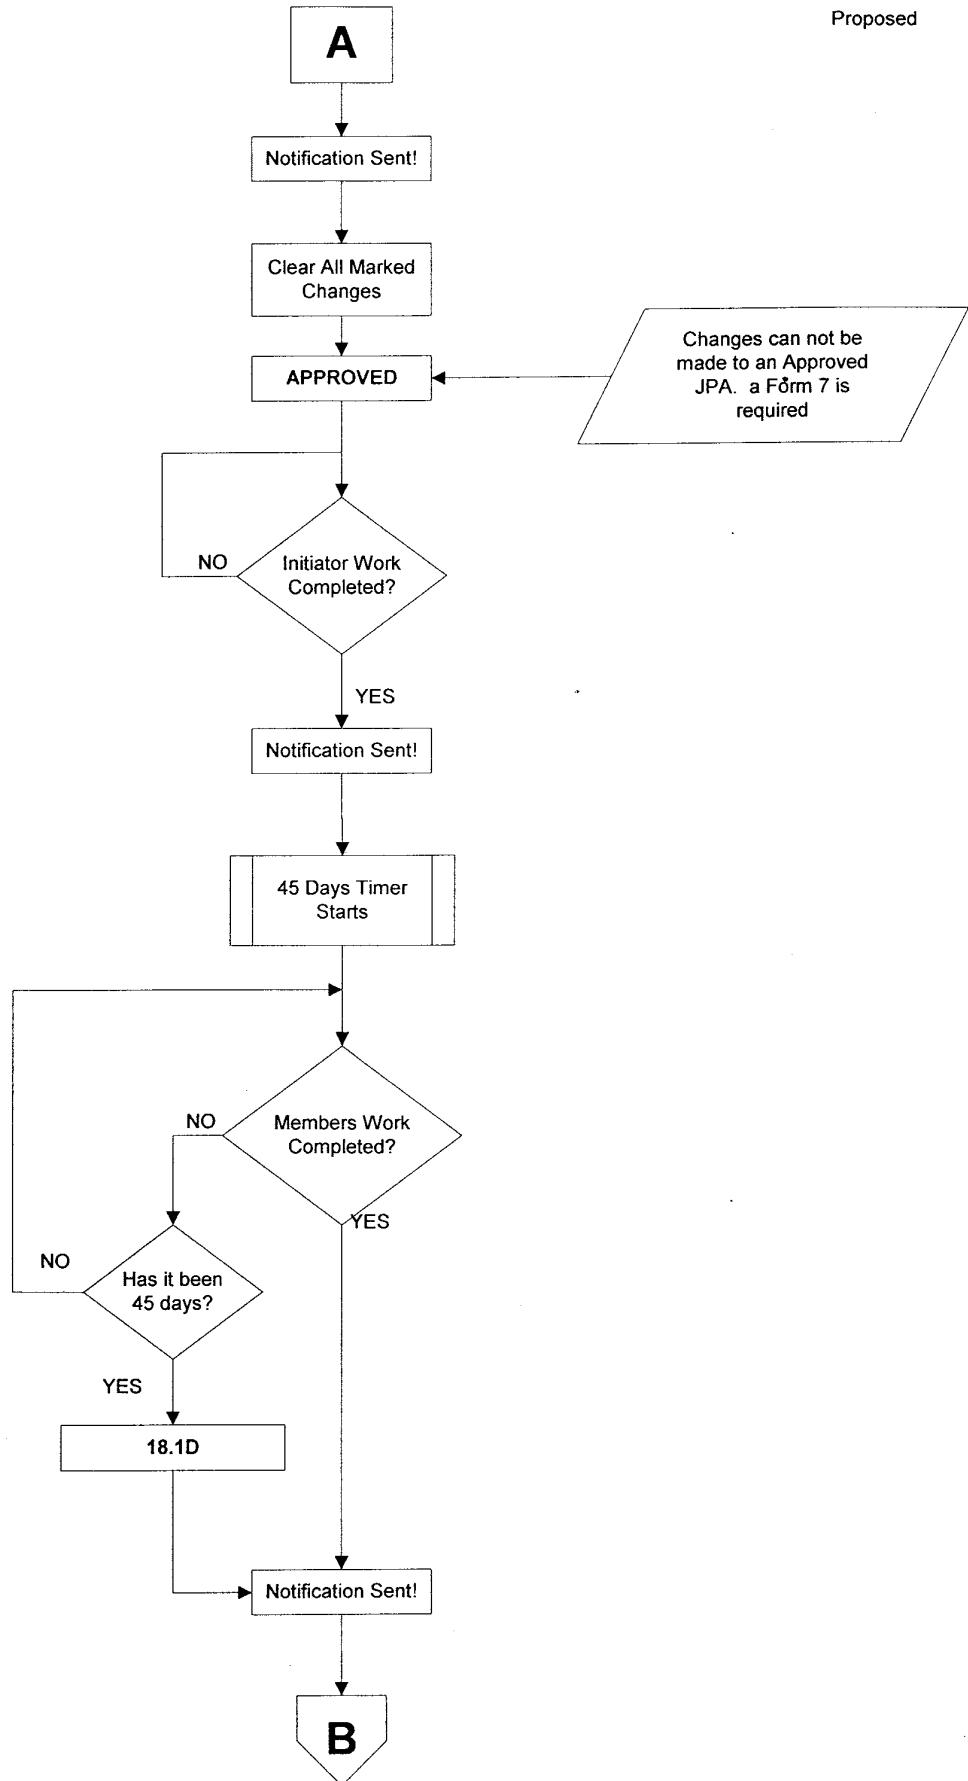 Proposed
A
Notification Sent!
Clear All Marked
Changes
APPROVED
Changes can not be
made to an Approved
JPA. a Form 7 is
required
NO
Initiator Work
Completed?
YES
Notification Sent!
45 Days Timer
Starts
NO
Members Work
Completed?
YES
NO
Has it been
45 days?
YES
18.1D
Notification Sent!
B